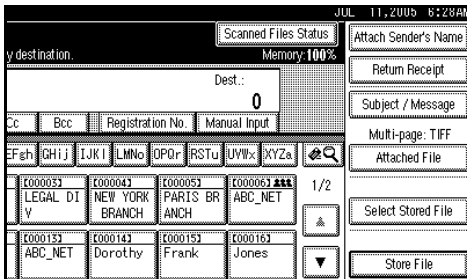 JUL 11,2005 6:28AM
Scanned Files Status
Attach Sender's Name
y destination.
Memory:100%
Return Receipt
Dest.:
0
Subject / Message
Cc
Bcc
Registration No.
Manual Input
Multi-page: TIFF
EFgh
GHij
IJKl
LMNo
OPQr
RSTu
UVWx
XYZa
Attached File
[00003]
LEGAL DI
V
[00004]
NEW YORK
BRANCH
[00005]
PARIS BR
ANCH
[00006]
ABC_NET
1/2
Select Stored File
[00013]
ABC_NET
[00014]
Dorothy
[00015]
Frank
[00016]
Jones
Store File